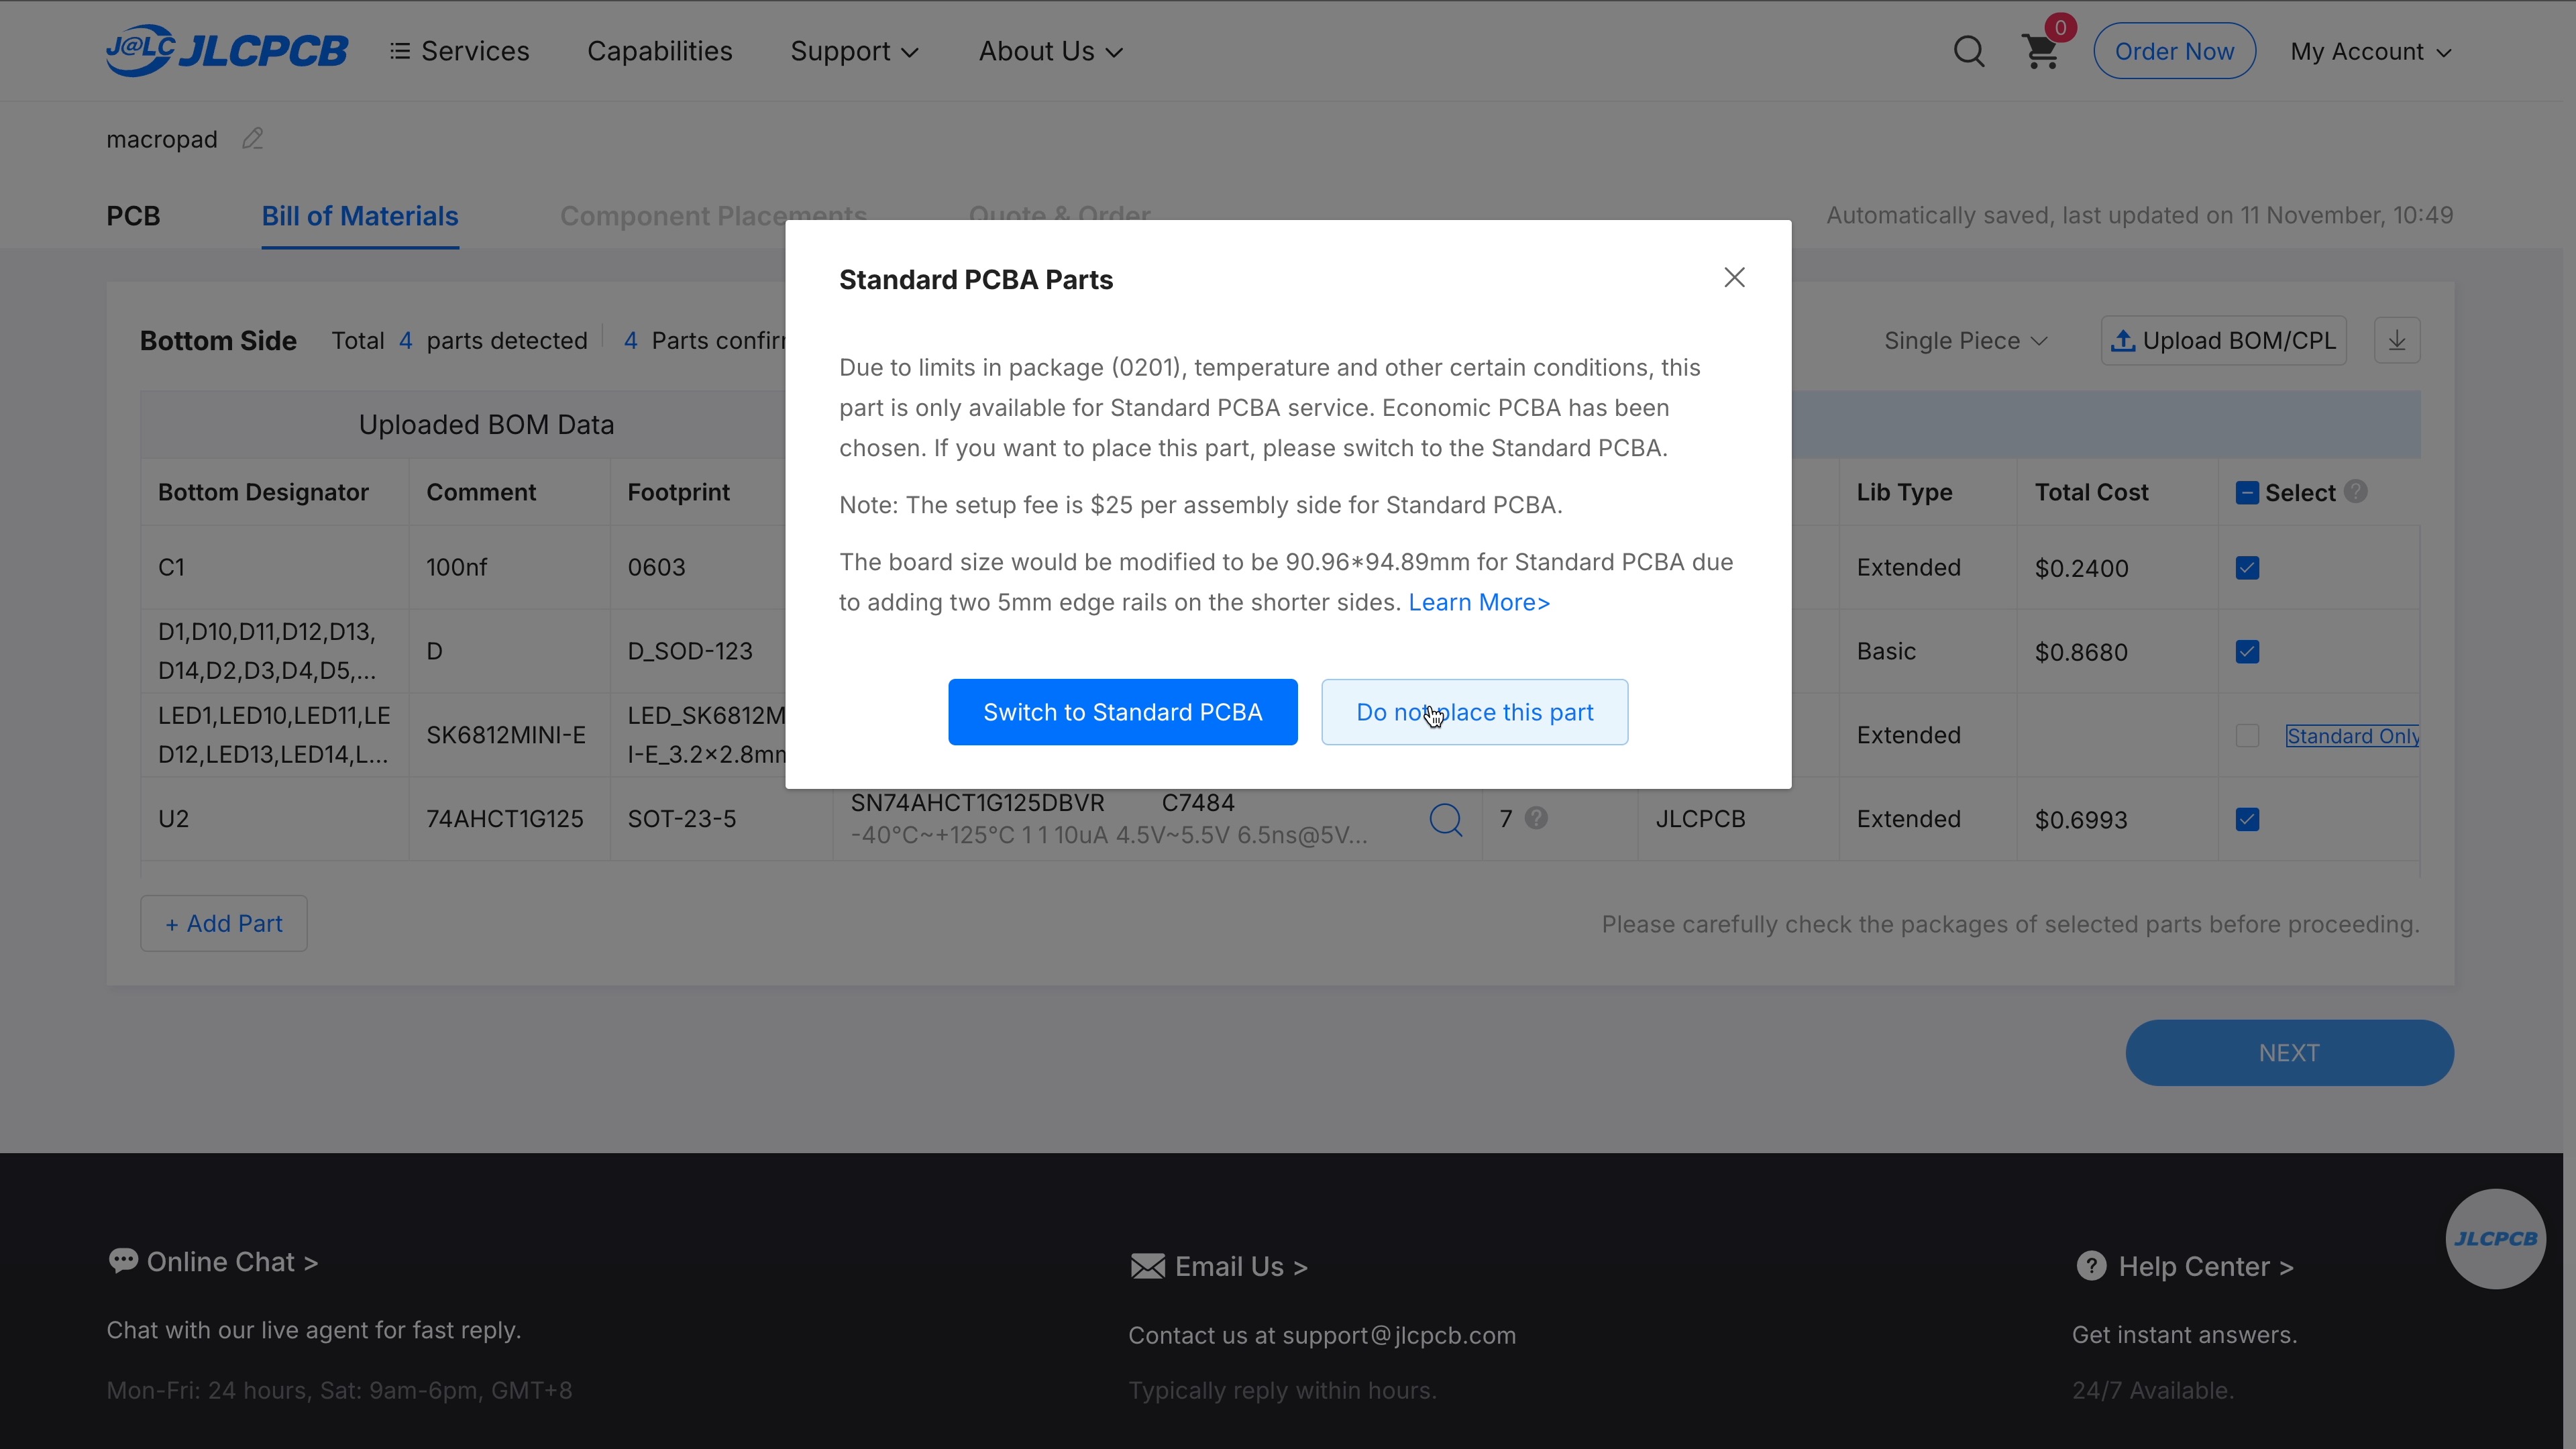 J@LC JLCPCB
Services
Capabilities
Support
About Us
0
Order Now
My Account
macropad
PCB
Bill of Materials
Component Placements
Quote & Order
Automatically saved, last updated on 11 November, 10:49
Standard PCBA Parts
Due to limits in package (0201), temperature and other certain conditions, this
part is only available for Standard PCBA service. Economic PCBA has been
chosen. If you want to place this part, please switch to the Standard PCBA.
Note: The setup fee is $25 per assembly side for Standard PCBA.
The board size would be modified to be 90.96*94.89mm for Standard PCBA due
to adding two 5mm edge rails on the shorter sides. Learn More>
Switch to Standard PCBA
Do not place this part
Bottom Side Total 4 parts detected 4 Parts confir
Single Piece
Upload BOM/CPL
Uploaded BOM Data
Bottom Designator Comment Footprint Lib Type Total Cost Select ?
C1 100nf 0603 Extended $0.2400
D1,D10,D11,D12,D13,
D14,D2,D3,D4,D5,...
D D_SOD-123 Basic $0.8680
LED1,LED10,LED11,LE
D12,LED13,LED14,L...
SK6812MINI-E
LED_SK6812M
I-E_3.2x2.8mm
Extended
Standard Only
U2 74AHCT1G125 SOT-23-5
SN74AHCT1G125DBVR C7484
-40°C~+125°C 1 1 10uA 4.5V~5.5V 6.5ns@5V...
7 ? JLCPCB Extended $0.6993
+ Add Part
Please carefully check the packages of selected parts before proceeding.
NEXT
Online Chat >
Chat with our live agent for fast reply.
Mon-Fri: 24 hours, Sat: 9am-6pm, GMT+8
Email Us >
Contact us at support@jlcpcb.com
Typically reply within hours.
? Help Center >
Get instant answers.
24/7 Available.
JLCPCB